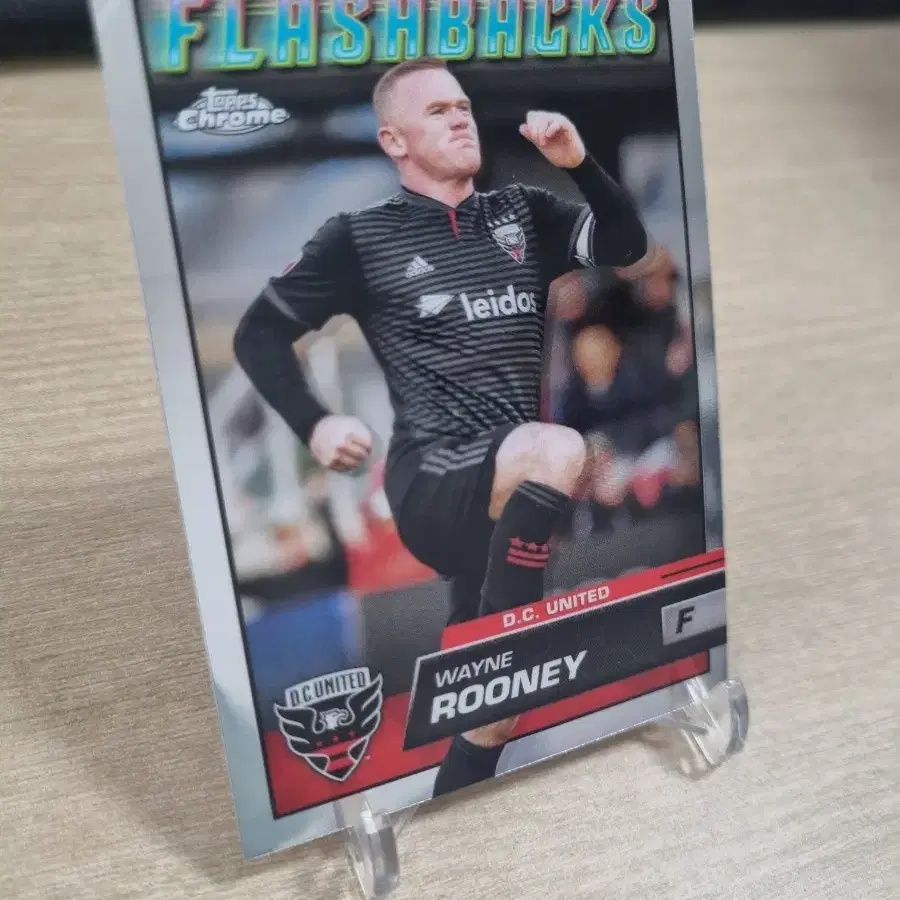 FLASHBACKS
Topps
Chrome
leidos
D.C. UNITED
F
WAYNE
ROONEY
D.C.UNITED